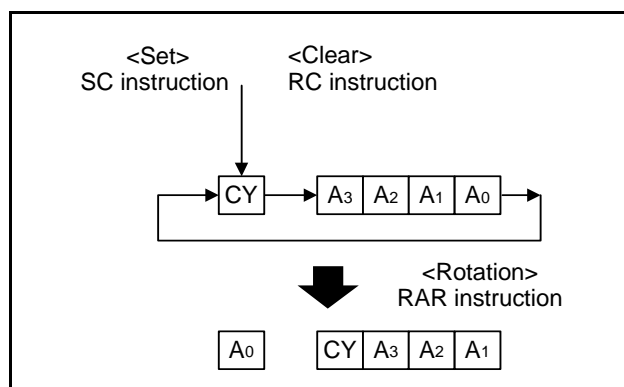 <Set> <Clear>
SC instruction RC instruction
CY A3 A2 A1 A0
<Rotation>
RAR instruction
A0 CY A3 A2 A1